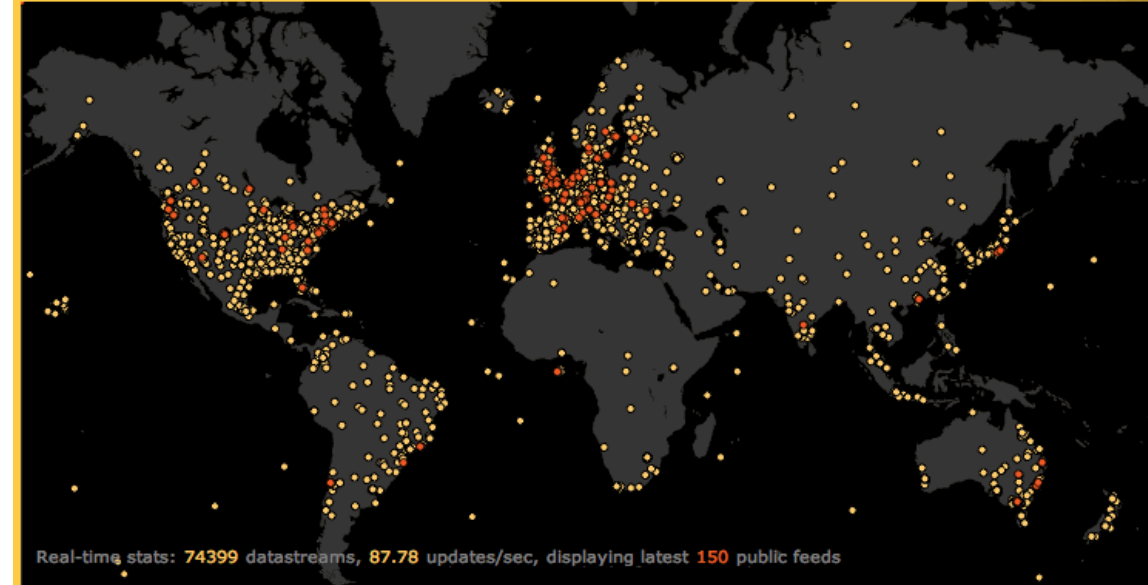 Real-time stats: 74399 datastreams, 87.78 updates/sec, displaying latest 150 public feeds